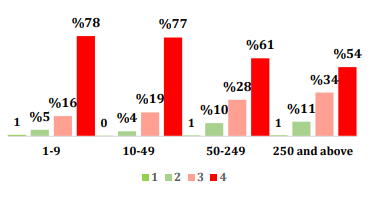 %78 %77 %61 %54
1 %5 %16 0 %4 %19 1 %10 %28 1 %11 %34
1-9 10-49 50-249 250 and above
1 2 3 4